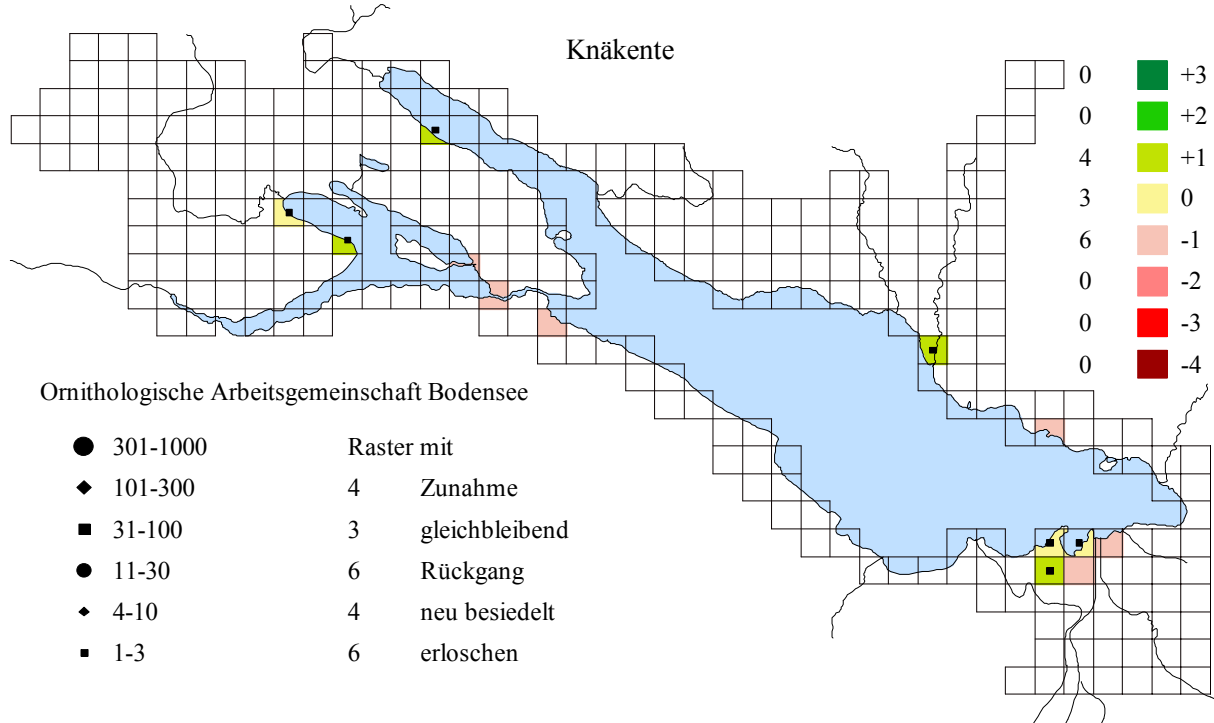 Knäkente
0 +3
0 +2
4 +1
3 0
6 -1
0 -2
0 -3
0 -4
Ornithologische Arbeitsgemeinschaft Bodensee
301-1000 Raster mit
101-300 4 Zunahme
31-100 3 gleichbleibend
11-30 6 Rückgang
4-10 4 neu besiedelt
1-3 6 erloschen